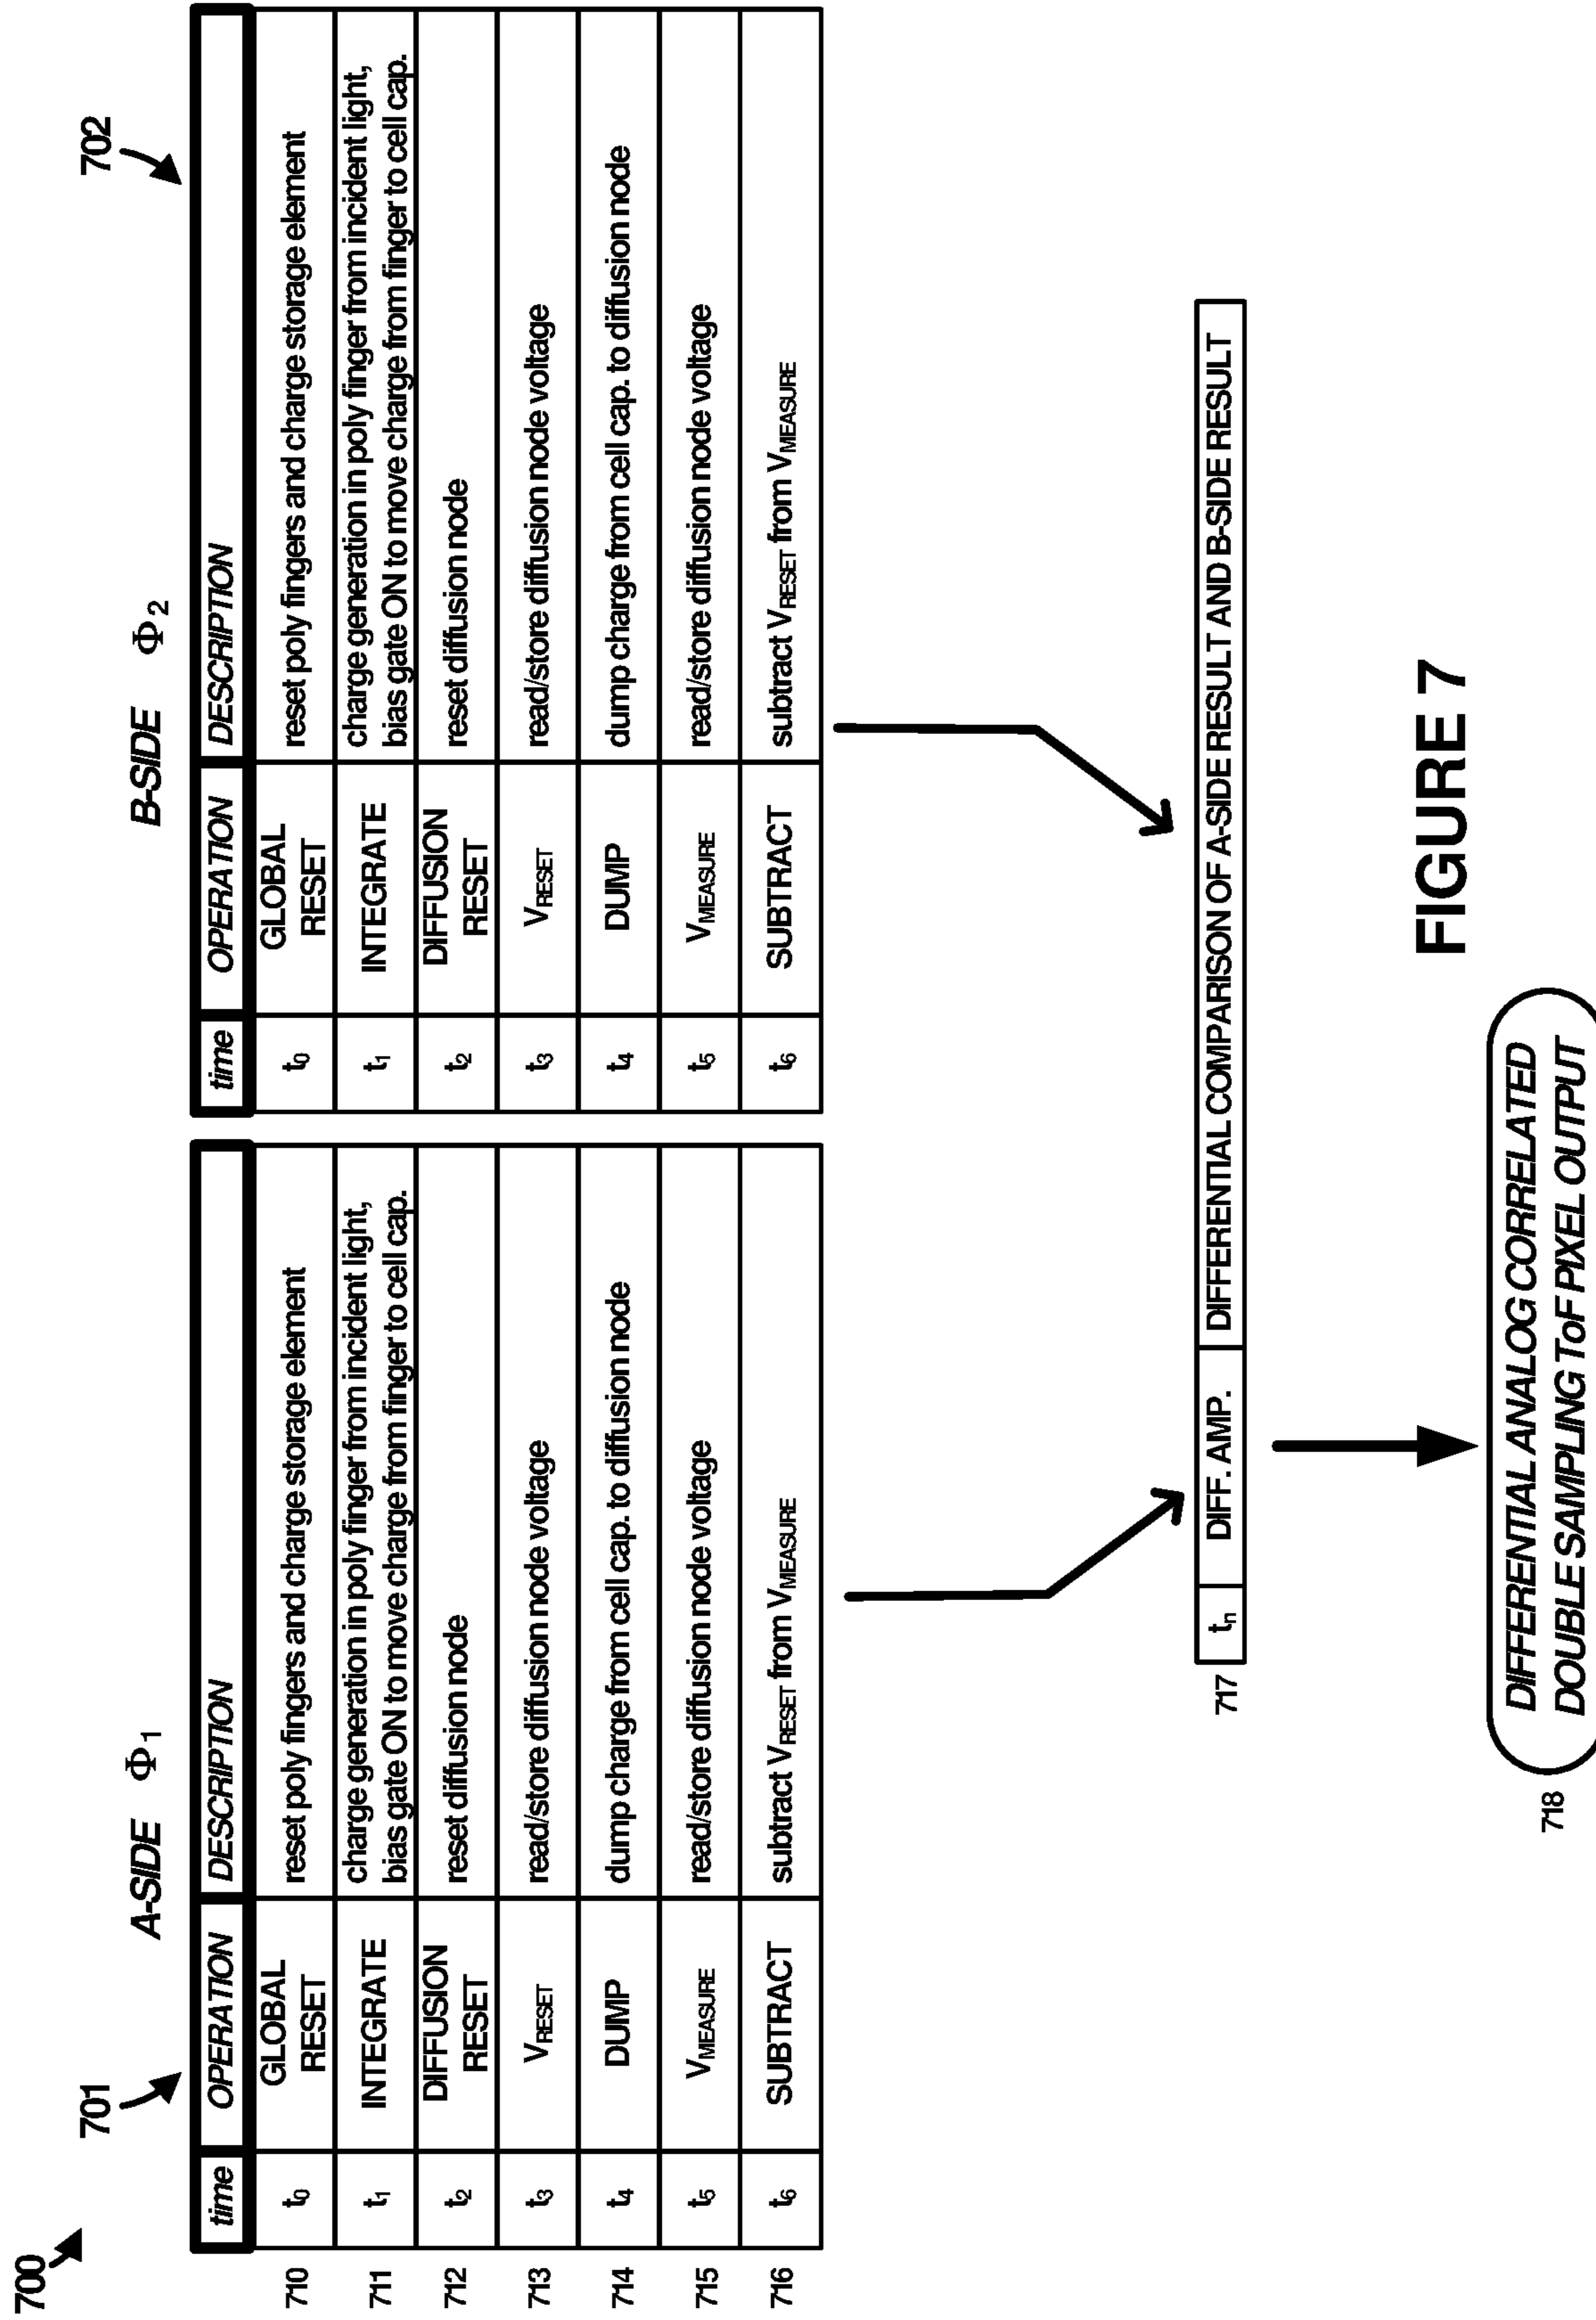 700
701
702
A-SIDE Φ1
B-SIDE Φ2
time OPERATION DESCRIPTION
710 t0 GLOBAL RESET reset poly fingers and charge storage element
711 t1 INTEGRATE charge generation in poly finger from incident light,
bias gate ON to move charge from finger to cell cap.
712 t2 DIFFUSION RESET reset diffusion node
713 t3 VRESET read/store diffusion node voltage
714 t4 DUMP dump charge from cell cap. to diffusion node
715 t5 VMEASURE read/store diffusion node voltage
716 t6 SUBTRACT subtract VRESET from VMEASURE
time OPERATION DESCRIPTION
t0 GLOBAL RESET reset poly fingers and charge storage element
t1 INTEGRATE charge generation in poly finger from incident light,
bias gate ON to move charge from finger to cell cap.
t2 DIFFUSION RESET reset diffusion node
t3 VRESET read/store diffusion node voltage
t4 DUMP dump charge from cell cap. to diffusion node
t5 VMEASURE read/store diffusion node voltage
t6 SUBTRACT subtract VRESET from VMEASURE
717 tn DIFF. AMP. DIFFERENTIAL COMPARISON OF A-SIDE RESULT AND B-SIDE RESULT
718 DIFFERENTIAL ANALOG CORRELATED
DOUBLE SAMPLING ToF PIXEL OUTPUT
FIGURE 7